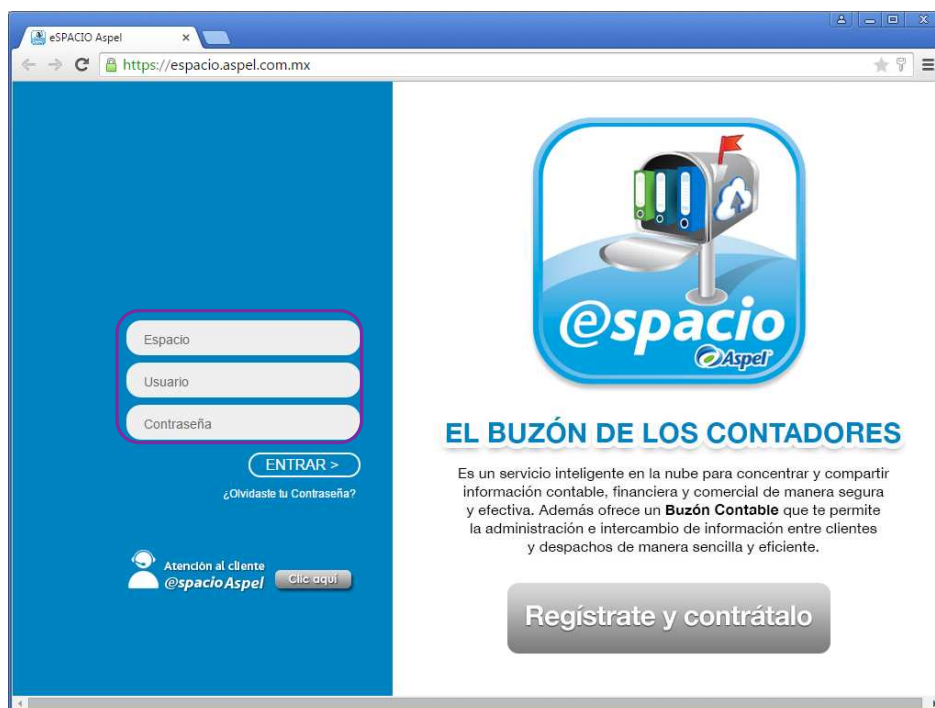 eSPACIO Aspel
https://espacio.aspel.com.mx
Espacio
Usuario
Contraseña
ENTRAR >
¿Olvidaste tu Contraseña?
Atención al cliente
@espacio Aspel
Clic aquí
@espacio
Aspel
EL BUZÓN DE LOS CONTADORES
Es un servicio inteligente en la nube para concentrar y compartir
información contable, financiera y comercial de manera segura
y efectiva. Además ofrece un Buzón Contable que te permite
la administración e intercambio de información entre clientes
y despachos de manera sencilla y eficiente.
Regístrate y contrátalo